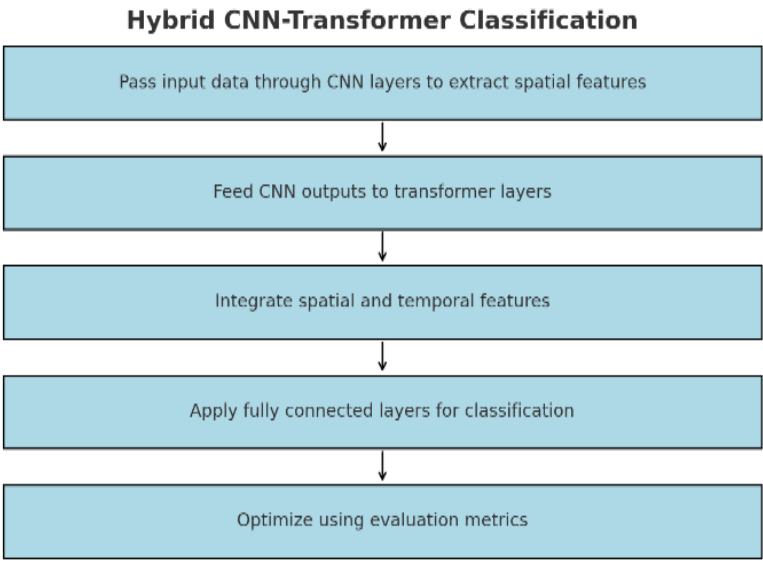 Hybrid CNN-Transformer Classification
Pass input data through CNN layers to extract spatial features
Feed CNN outputs to transformer layers
Integrate spatial and temporal features
Apply fully connected layers for classification
Optimize using evaluation metrics